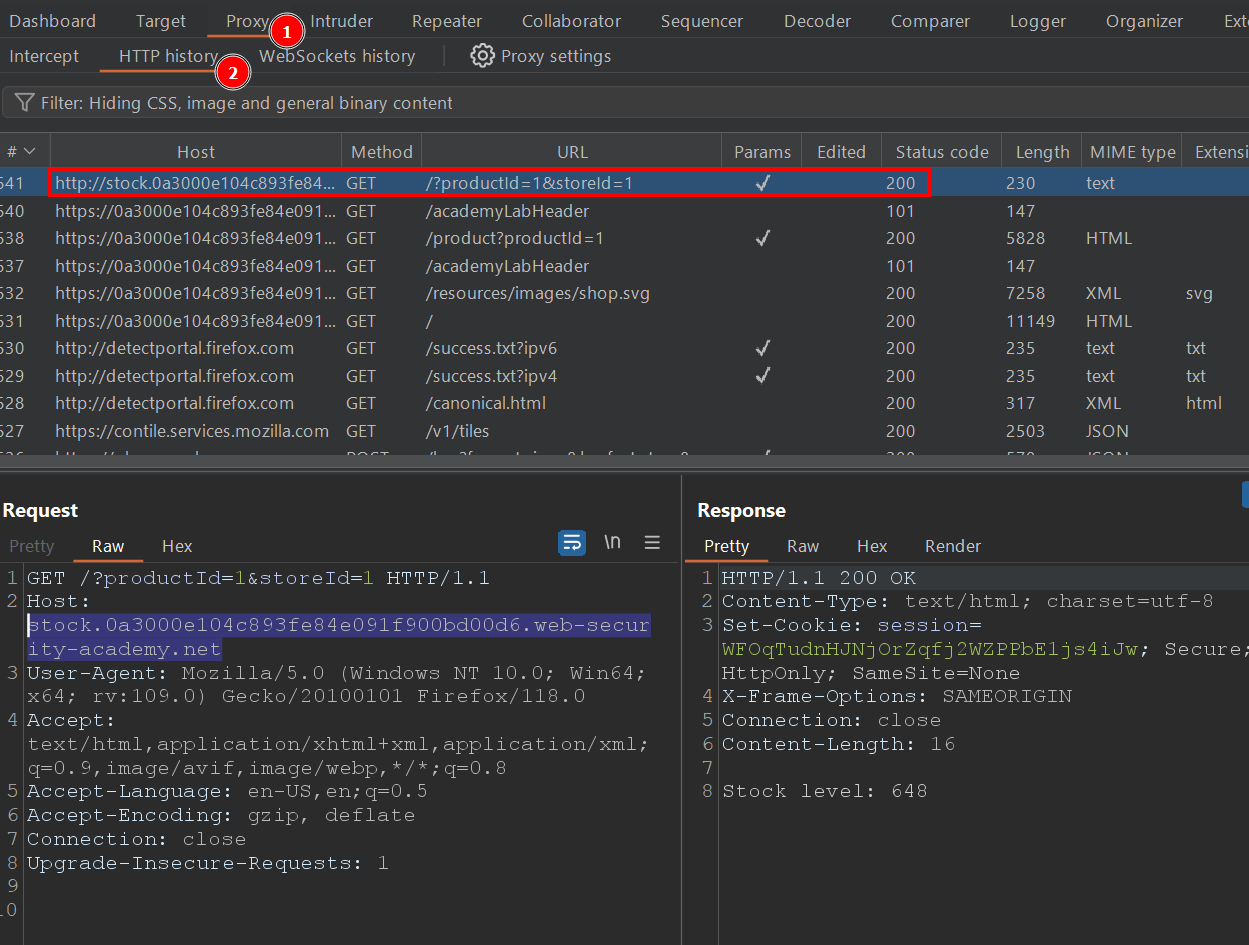 Dashboard Target Proxy Intruder Repeater Collaborator Sequencer Decoder Comparer Logger Organizer Exte
1
Intercept HTTP history WebSockets history Proxy settings
2
Filter: Hiding CSS, image and general binary content
# Host Method URL Params Edited Status code Length MIME type Extensi
541 http://stock.0a3000e104c893fe84... GET /?productId=1&storeId=1 ✓ 200 230 text
540 https://0a3000e104c893fe84e091... GET /academyLabHeader 101 147
538 https://0a3000e104c893fe84e091... GET /product?productId=1 ✓ 200 5828 HTML
537 https://0a3000e104c893fe84e091... GET /academyLabHeader 101 147
532 https://0a3000e104c893fe84e091... GET /resources/images/shop.svg 200 7258 XML svg
531 https://0a3000e104c893fe84e091... GET / 200 11149 HTML
530 http://detectportal.firefox.com GET /success.txt?ipv6 ✓ 200 235 text txt
529 http://detectportal.firefox.com GET /success.txt?ipv4 ✓ 200 235 text txt
528 http://detectportal.firefox.com GET /canonical.html 200 317 XML html
527 https://contile.services.mozilla.com GET /v1/tiles 200 2503 JSON
Request
Pretty Raw Hex \n
1 GET /?productId=1&storeId=1 HTTP/1.1
2 Host:
stock.0a3000e104c893fe84e091f900bd00d6.web-secur
ity-academy.net
3 User-Agent: Mozilla/5.0 (Windows NT 10.0; Win64;
x64; rv:109.0) Gecko/20100101 Firefox/118.0
4 Accept:
text/html,application/xhtml+xml,application/xml;
q=0.9,image/avif,image/webp,*/*;q=0.8
5 Accept-Language: en-US,en;q=0.5
6 Accept-Encoding: gzip, deflate
7 Connection: close
8 Upgrade-Insecure-Requests: 1
9
10
Response
Pretty Raw Hex Render
1 HTTP/1.1 200 OK
2 Content-Type: text/html; charset=utf-8
3 Set-Cookie: session=
WFOqTudnHJNjOrZqfj2WZPPbE1js4iJw; Secure;
HttpOnly; SameSite=None
4 X-Frame-Options: SAMEORIGIN
5 Connection: close
6 Content-Length: 16
7
8 Stock level: 648